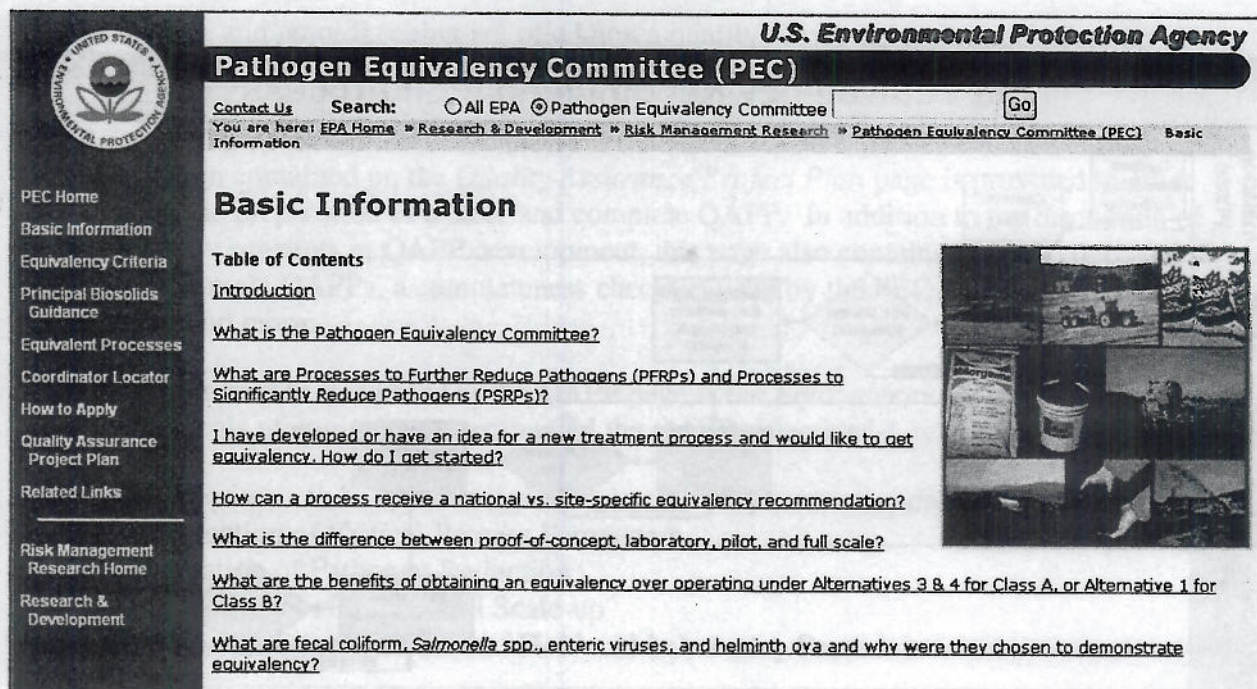 U.S. Environmental Protection Agency
UNITED STATES
ENVIRONMENTAL PROTECTION AGENCY
Pathogen Equivalency Committee (PEC)
Contact Us Search: All EPA Pathogen Equivalency Committee Go
You are here: EPA Home » Research & Development » Risk Management Research » Pathogen Equivalency Committee (PEC) Basic
Information
PEC Home
Basic Information
Equivalency Criteria
Principal Biosolids
Guidance
Equivalent Processes
Coordinator Locator
How to Apply
Quality Assurance
Project Plan
Related Links
Risk Management
Research Home
Research &
Development
Basic Information
Table of Contents
Introduction
What is the Pathogen Equivalency Committee?
What are Processes to Further Reduce Pathogens (PFRPs) and Processes to
Significantly Reduce Pathogens (PSRPs)?
I have developed or have an idea for a new treatment process and would like to get
equivalency. How do I get started?
How can a process receive a national vs. site-specific equivalency recommendation?
What is the difference between proof-of-concept, laboratory, pilot, and full scale?
What are the benefits of obtaining an equivalency over operating under Alternatives 3 & 4 for Class A, or Alternative 1 for
Class B?
What are fecal coliform, Salmonella spp., enteric viruses, and helminth ova and why were they chosen to demonstrate
equivalency?